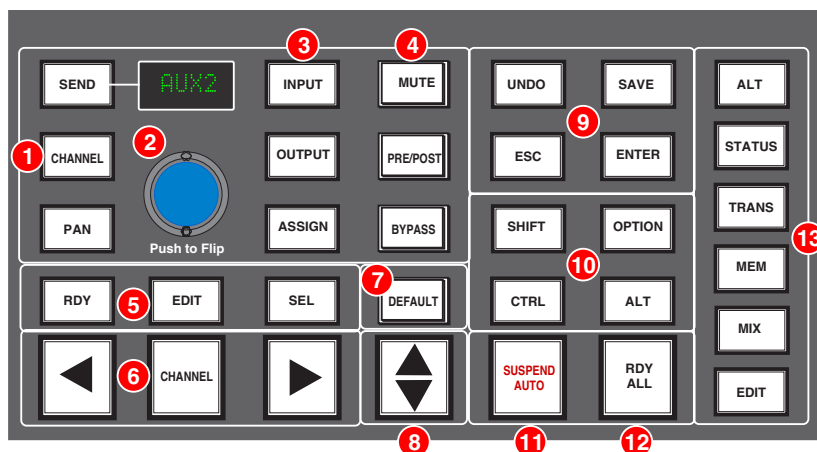 3
4
SEND
AUX2
INPUT
MUTE
UNDO
SAVE
ALT
9
1
CHANNEL
2
OUTPUT
PRE/POST
ESC
ENTER
STATUS
PAN
Push to Flip
ASSIGN
BYPASS
SHIFT
OPTION
TRANS
13
10
7
MEM
RDY
5
EDIT
SEL
DEFAULT
CTRL
ALT
MIX
6
CHANNEL
SUSPEND
AUTO
RDY
ALL
EDIT
8
11
12